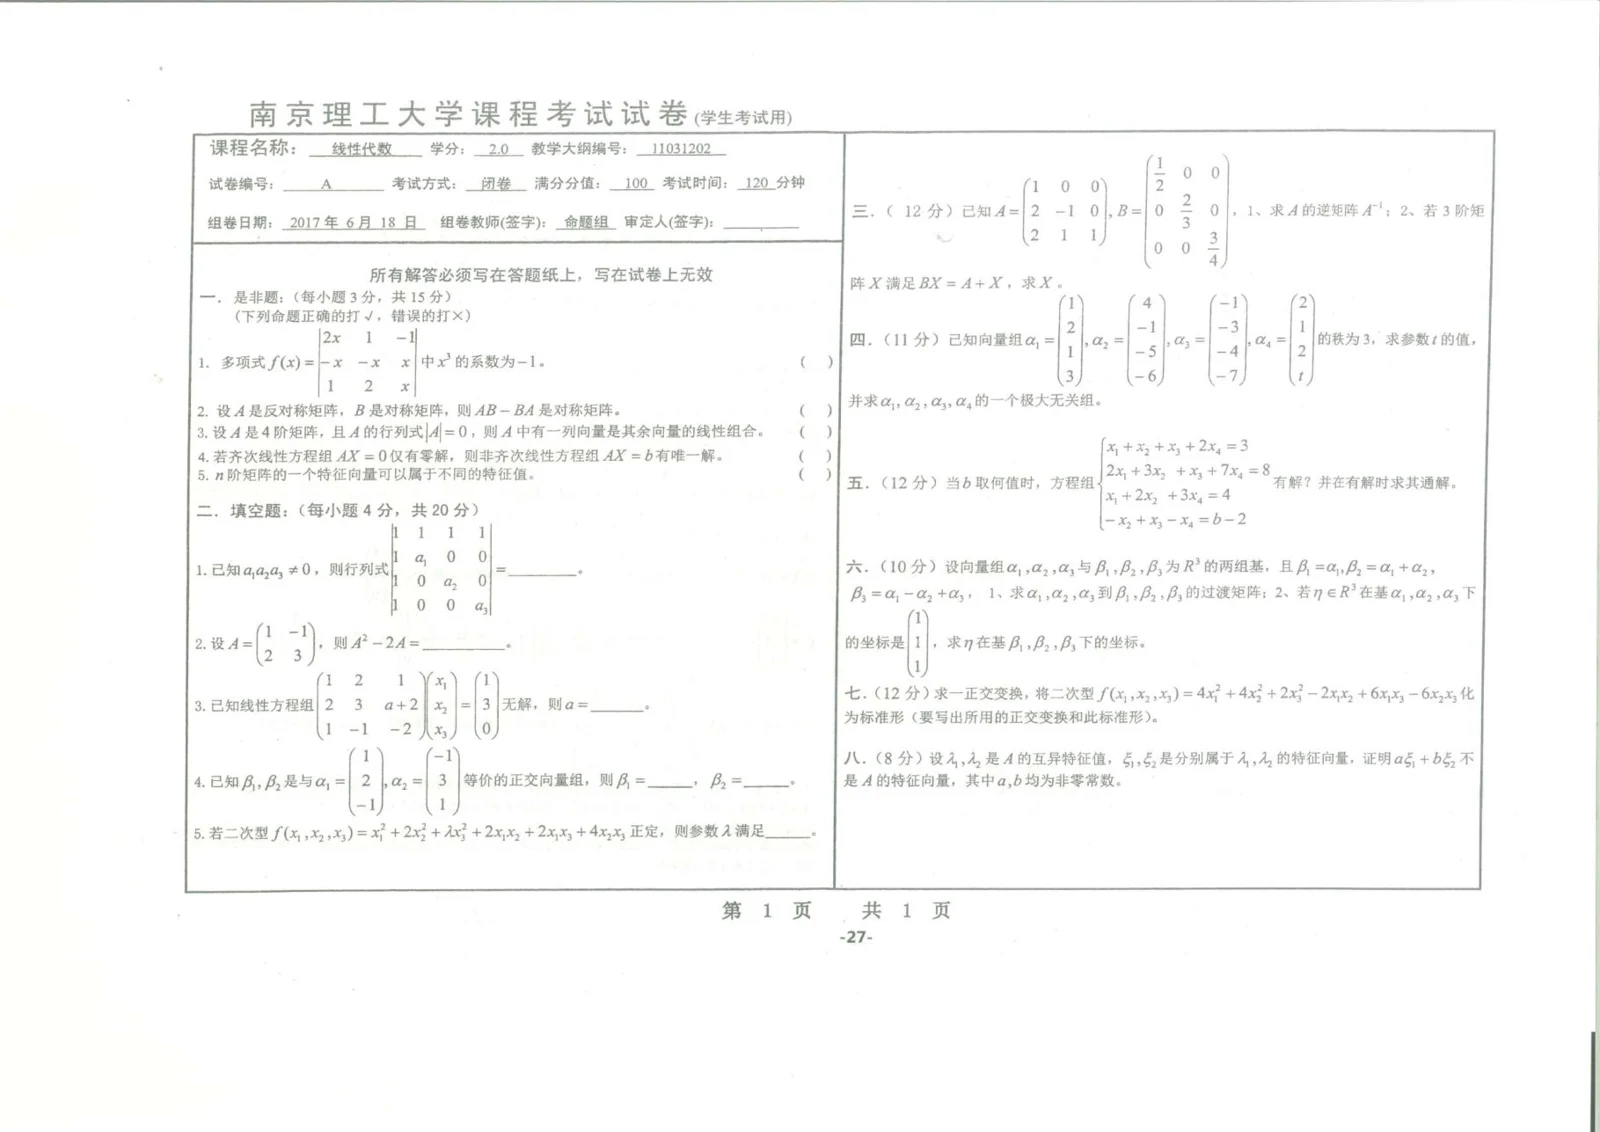 南京理工大学课程考试试卷(学生考试用)
课程名称: 线性代数 学分: 2.0 教学大纲编号: 11031202
试卷编号: A 考试方式: 闭卷 满分分值: 100 考试时间: 120 分钟
组卷日期: 2017 年 6 月 18 日 组卷教师(签字): 命题组 审定人(签字):
所有解答必须写在答题纸上，写在试卷上无效
一．是非题:（每小题 3 分，共 15 分）
（下列命题正确的打√，错误的打×）
1. 多项式 f(x) = |2x 1 -1; -x -x x; 1 2 x| 中 x³ 的系数为 -1。 ( )
2. 设 A 是反对称矩阵，B 是对称矩阵，则 AB - BA 是对称矩阵。 ( )
3. 设 A 是 4 阶矩阵，且 A 的行列式 |A| = 0，则 A 中有一列向量是其余向量的线性组合。 ( )
4. 若齐次线性方程组 AX = 0 仅有零解，则非齐次线性方程组 AX = b 有唯一解。 ( )
5. n 阶矩阵的一个特征向量可以属于不同的特征值。 ( )
二．填空题:（每小题 4 分，共 20 分）
1. 已知 a₁a₂a₃ ≠ 0，则行列式 |1 1 1 1; 1 a₁ 0 0; 1 0 a₂ 0; 1 0 0 a₃| = ________。
2. 设 A = (1 -1; 2 3)，则 A² - 2A = ________。
3. 已知线性方程组 (1 2 1; 2 3 a+2; 1 -1 -2)(x₁; x₂; x₃) = (1; 3; 0) 无解，则 a = ______。
4. 已知 β₁, β₂ 是与 α₁ = (1; 2; -1), α₂ = (-1; 3; 1) 等价的正交向量组，则 β₁ = _____，β₂ = _____。
5. 若二次型 f(x₁, x₂, x₃) = x₁² + 2x₂² + λx₃² + 2x₁x₂ + 2x₁x₃ + 4x₂x₃ 正定，则参数 λ 满足_____。
三．（ 12 分）已知 A = (1 0 0; 2 -1 0; 2 1 1), B = (1/2 0 0; 0 2/3 0; 0 0 3/4)，1、求 A 的逆矩阵 A⁻¹；2、若 3 阶矩
阵 X 满足 BX = A + X，求 X。
四．（11 分）已知向量组 α₁ = (1; 2; 1; 3), α₂ = (4; -1; -5; -6), α₃ = (-1; -3; -4; -7), α₄ = (2; 1; 2; t) 的秩为 3，求参数 t 的值，
并求 α₁, α₂, α₃, α₄ 的一个极大无关组。
五．（12 分）当 b 取何值时，方程组 { x₁ + x₂ + x₃ + 2x₄ = 3; 2x₁ + 3x₂ + x₃ + 7x₄ = 8; x₁ + 2x₂ + 3x₄ = 4; -x₂ + x₃ - x₄ = b - 2 有解？并在有解时求其通解。
六．（10 分）设向量组 α₁, α₂, α₃ 与 β₁, β₂, β₃ 为 R³ 的两组基，且 β₁ = α₁, β₂ = α₁ + α₂,
β₃ = α₁ - α₂ + α₃， 1、求 α₁, α₂, α₃ 到 β₁, β₂, β₃ 的过渡矩阵；2、若 η ∈ R³ 在基 α₁, α₂, α₃ 下
的坐标是 (1; 1; 1)，求 η 在基 β₁, β₂, β₃ 下的坐标。
七．（12 分）求一正交变换，将二次型 f(x₁, x₂, x₃) = 4x₁² + 4x₂² + 2x₃² - 2x₁x₂ + 6x₁x₃ - 6x₂x₃ 化
为标准形（要写出所用的正交变换和此标准形）。
八．（8 分）设 λ₁, λ₂ 是 A 的互异特征值，ξ₁, ξ₂ 是分别属于 λ₁, λ₂ 的特征向量，证明 aξ₁ + bξ₂ 不
是 A 的特征向量，其中 a, b 均为非零常数。
第 1 页 共 1 页
-27-